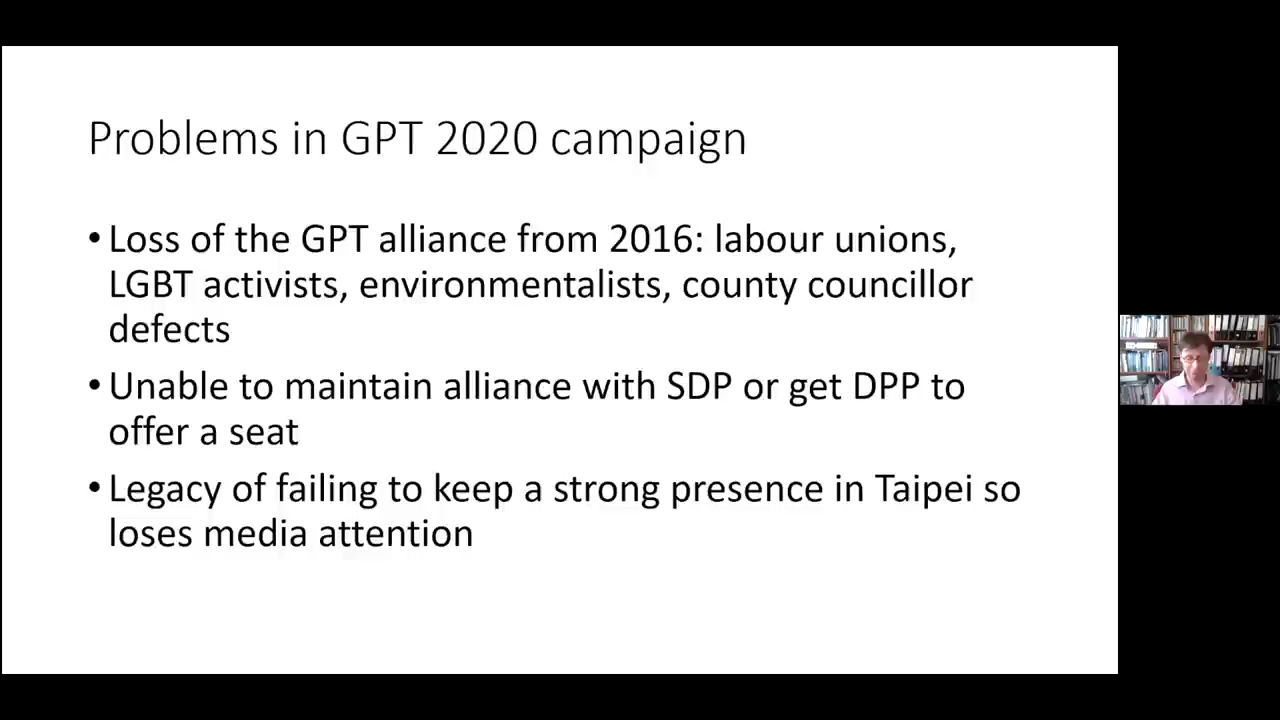 Problems in GPT 2020 campaign
• Loss of the GPT alliance from 2016: labour unions,
LGBT activists, environmentalists, county councillor
defects
• Unable to maintain alliance with SDP or get DPP to
offer a seat
• Legacy of failing to keep a strong presence in Taipei so
loses media attention